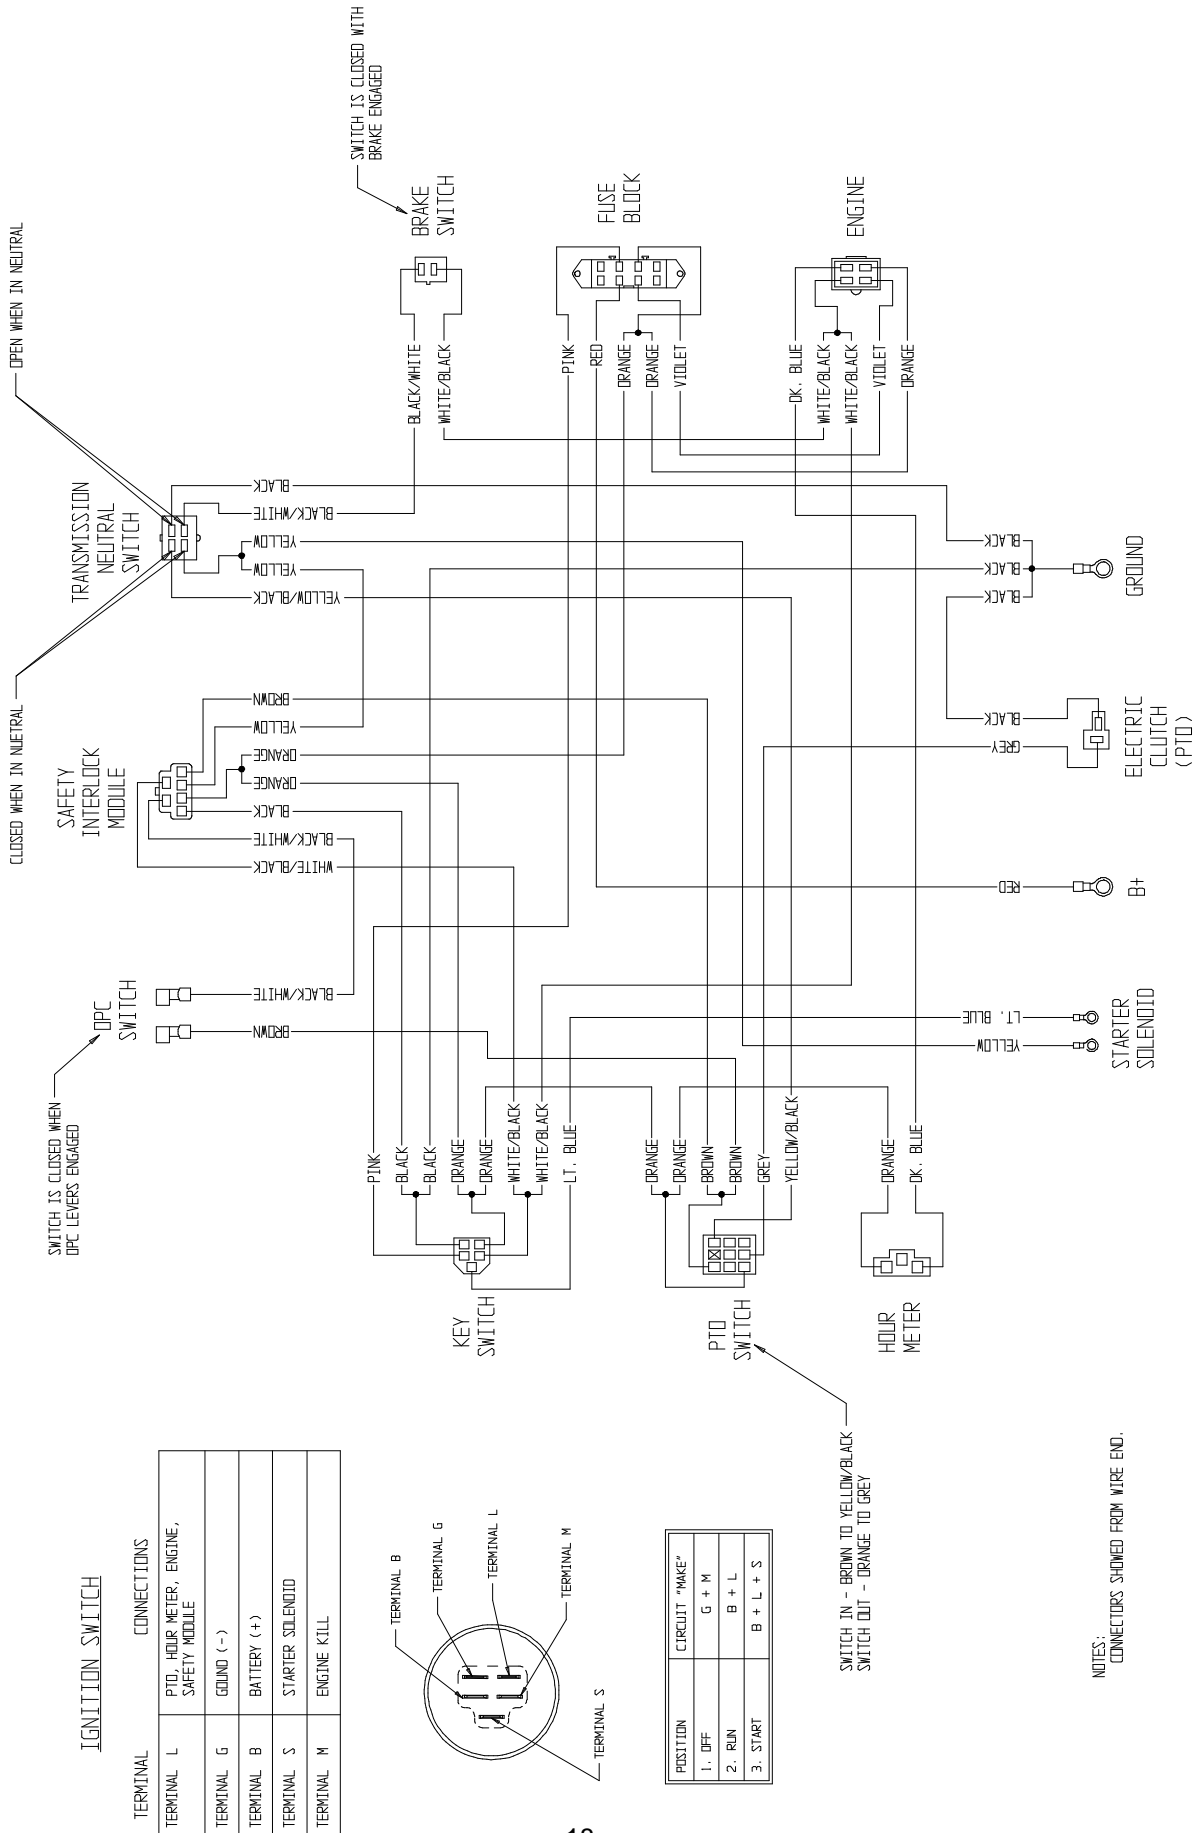 IGNITION SWITCH
TERMINAL CONNECTIONS
TERMINAL L PTO, HOUR METER, ENGINE,
SAFETY MODULE
TERMINAL G GOUND (-)
TERMINAL B BATTERY (+)
TERMINAL S STARTER SOLENOID
TERMINAL M ENGINE KILL
TERMINAL B
TERMINAL G
TERMINAL L
TERMINAL M
TERMINAL S
POSITION CIRCUIT "MAKE"
1. OFF G + M
2. RUN B + L
3. START B + L + S
SWITCH IN - BROWN TO YELLOW/BLACK
SWITCH OUT - ORANGE TO GREY
NOTES:
CONNECTORS SHOWED FROM WIRE END.
SWITCH IS CLOSED WHEN
OPC LEVERS ENGAGED
OPC
SWITCH
BROWN
BLACK/WHITE
CLOSED WHEN IN NUETRAL
SAFETY
INTERLOCK
MODULE
WHITE/BLACK
BLACK/WHITE
BLACK
ORANGE
ORANGE
YELLOW
BROWN
OPEN WHEN IN NEUTRAL
TRANSMISSION
NEUTRAL
SWITCH
YELLOW/BLACK
YELLOW
YELLOW
BLACK/WHITE
BLACK
SWITCH IS CLOSED WITH
BRAKE ENGAGED
BRAKE
SWITCH
BLACK/WHITE
WHITE/BLACK
FUSE
BLOCK
PINK
RED
ORANGE
ORANGE
VIOLET
ENGINE
DK. BLUE
WHITE/BLACK
WHITE/BLACK
VIOLET
ORANGE
KEY
SWITCH
PINK
BLACK
BLACK
ORANGE
ORANGE
WHITE/BLACK
WHITE/BLACK
LT. BLUE
PTO
SWITCH
ORANGE
ORANGE
BROWN
BROWN
GREY
YELLOW/BLACK
HOUR
METER
ORANGE
DK. BLUE
YELLOW
LT. BLUE
STARTER
SOLENOID
RED
B+
GREY
BLACK
ELECTRIC
CLUTCH
(PTO)
BLACK
BLACK
BLACK
GROUND